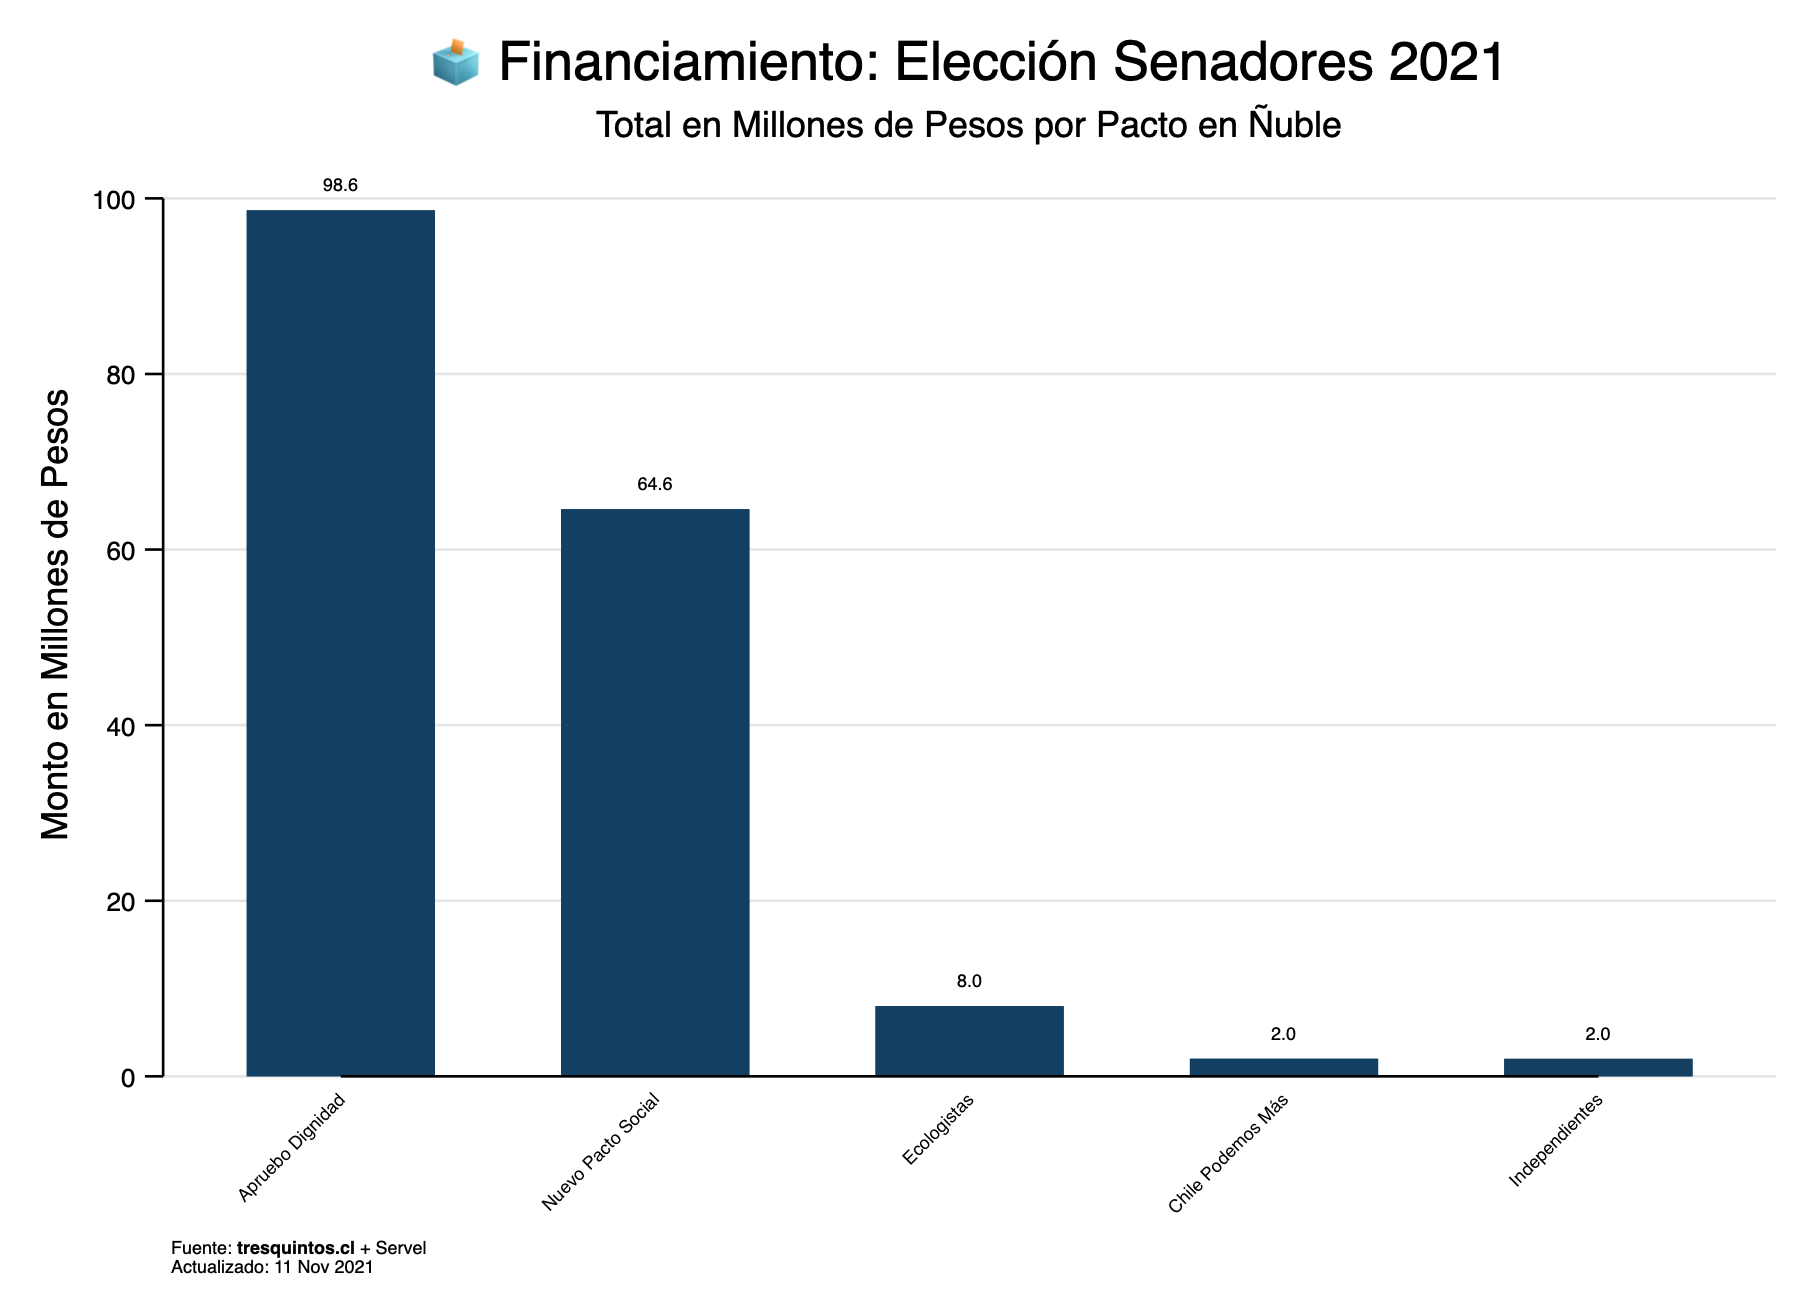 Financiamiento: Elección Senadores 2021
Total en Millones de Pesos por Pacto en Ñuble
Monto en Millones de Pesos
100
80
60
40
20
0
98.6
64.6
8.0
2.0
2.0
Apruebo Dignidad
Nuevo Pacto Social
Ecologistas
Chile Podemos Más
Independientes
Fuente: tresquintos.cl + Servel
Actualizado: 11 Nov 2021